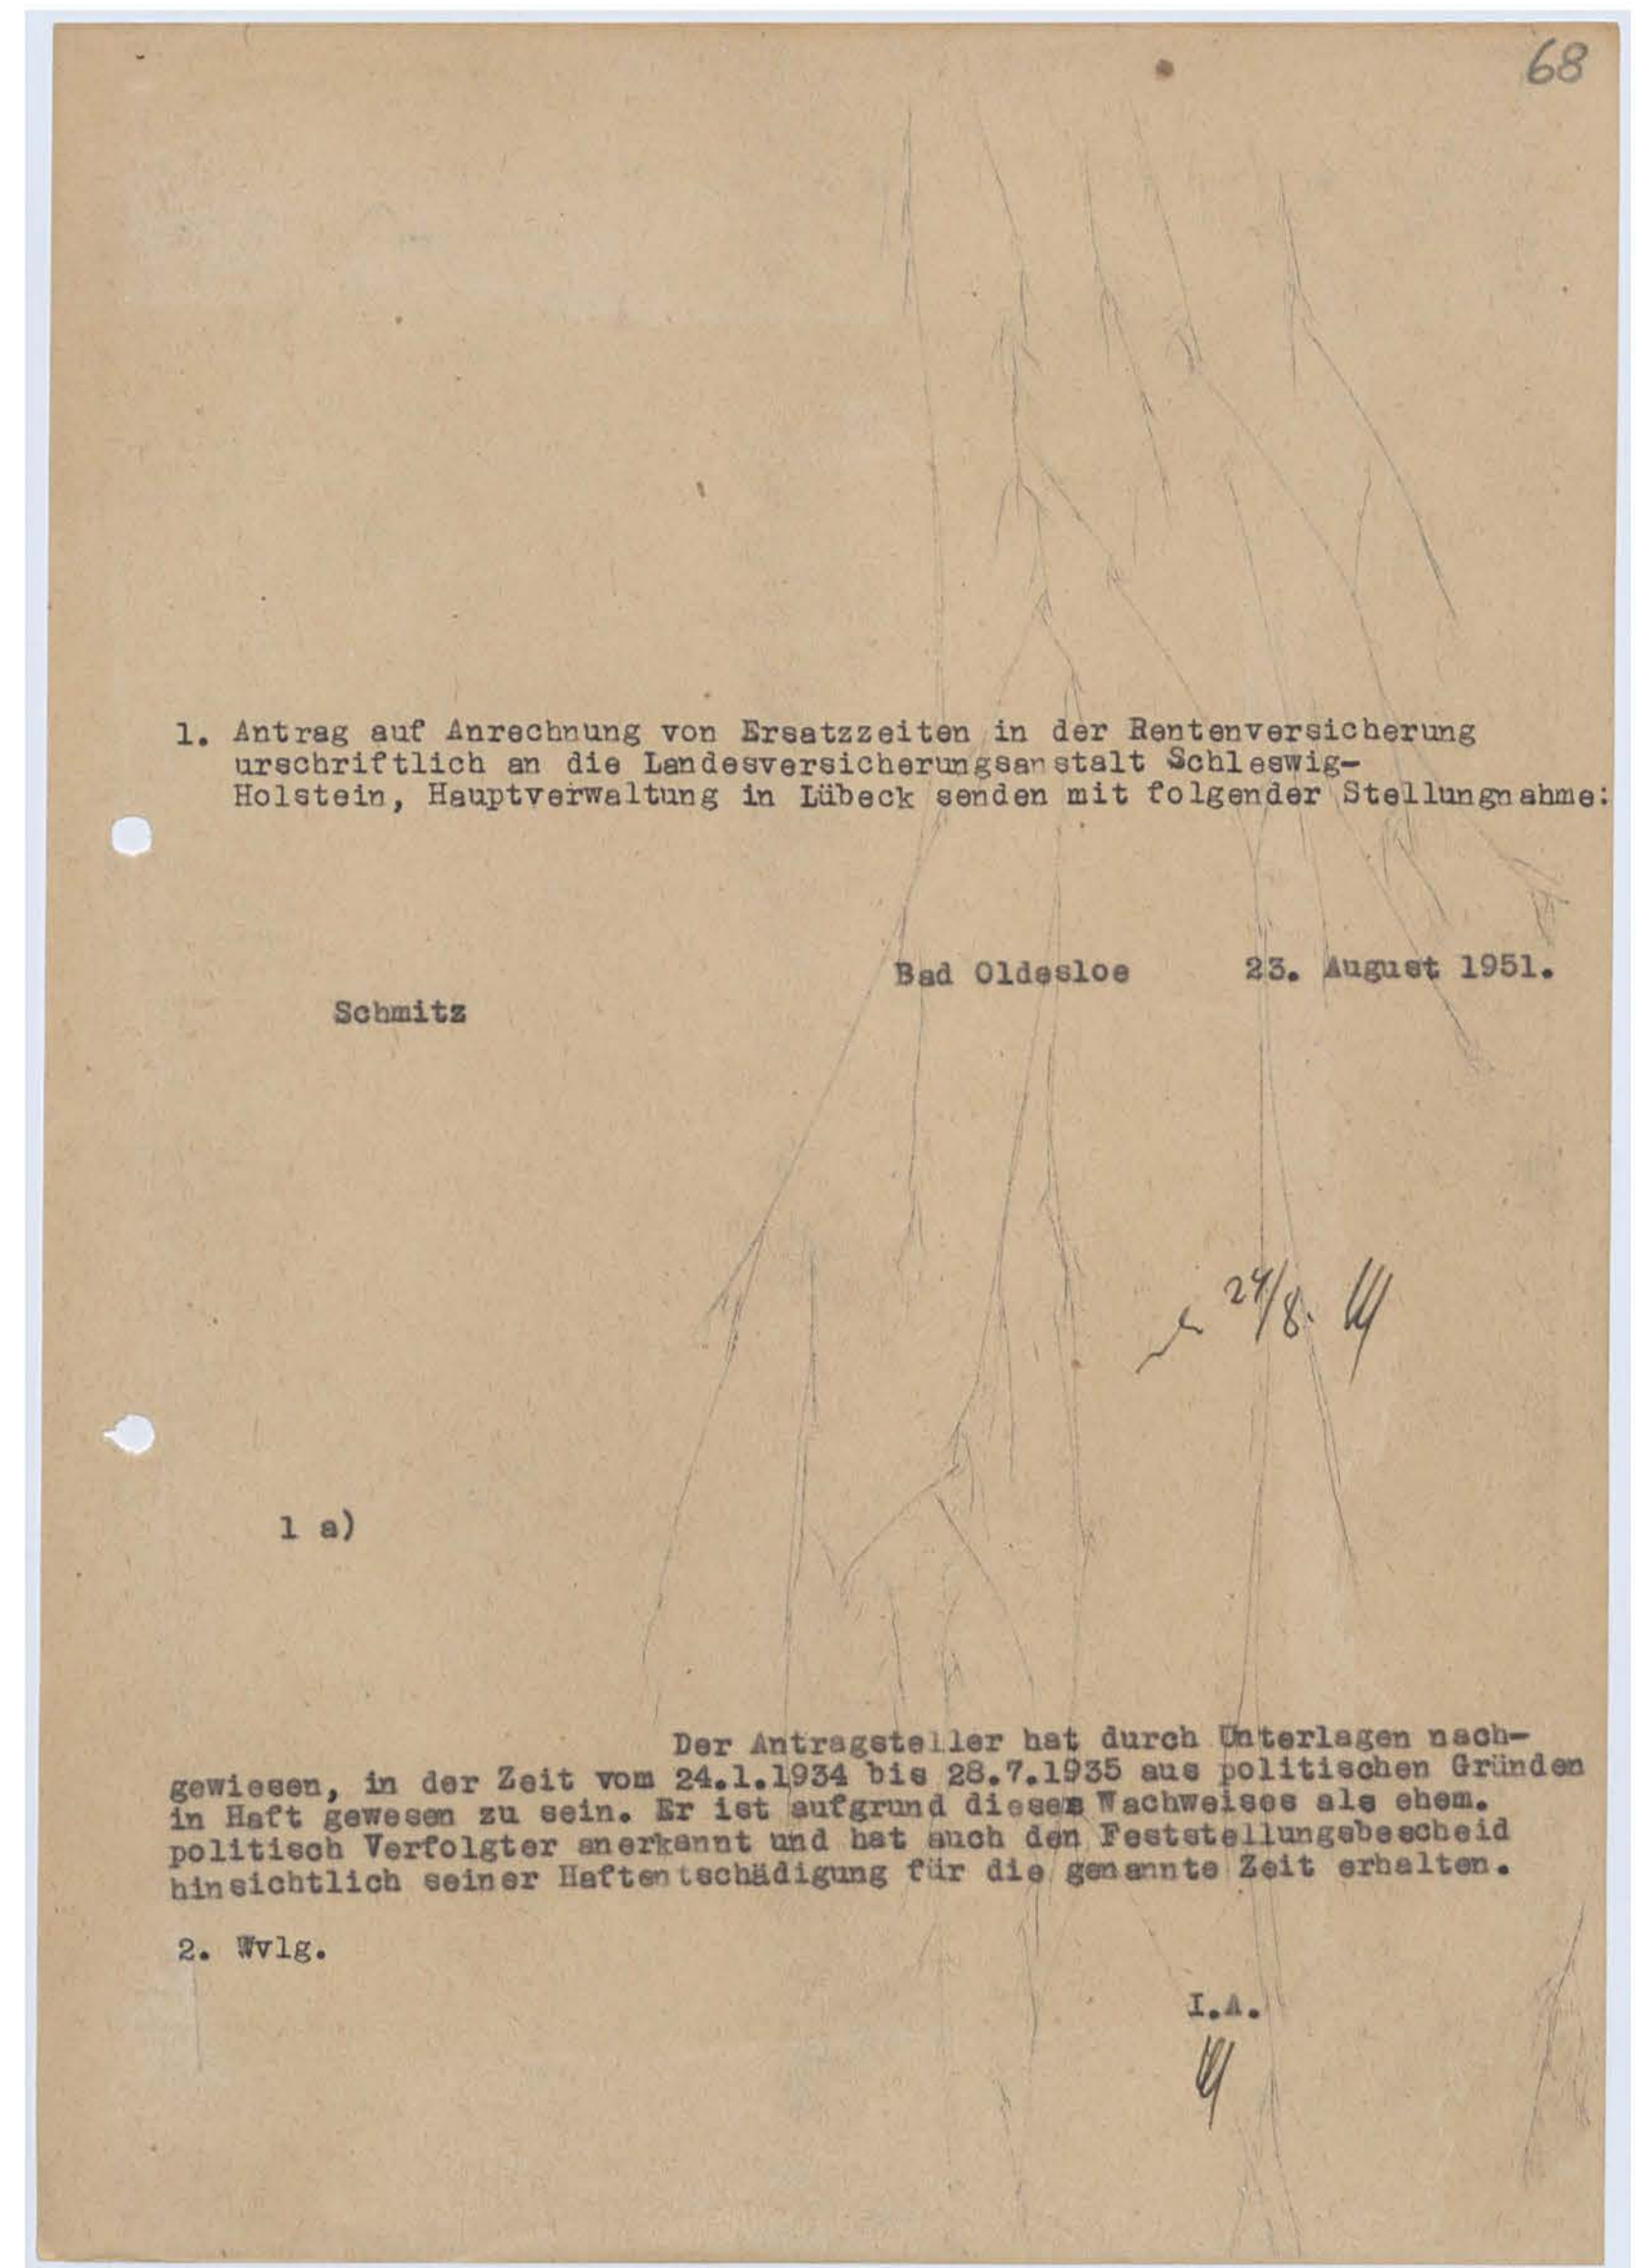 68
1. Antrag auf Anrechnung von Ersatzzeiten in der Rentenversicherung
urschriftlich an die Landesversicherungsanstalt Schleswig-
Holstein, Hauptverwaltung in Lübeck senden mit folgender Stellungnahme:
Bad Oldesloe 23. August 1951.
Schmitz
24/8.
1 a)
Der Antragsteller hat durch Unterlagen nach-
gewiesen, in der Zeit vom 24.1.1934 bis 28.7.1935 aus politischen Gründen
in Haft gewesen zu sein. Er ist aufgrund dieses Nachweises als ehem.
politisch Verfolgter anerkannt und hat auch den Feststellungsbescheid
hinsichtlich seiner Haftentschädigung für die genannte Zeit erhalten.
2. Wvlg.
I.A.